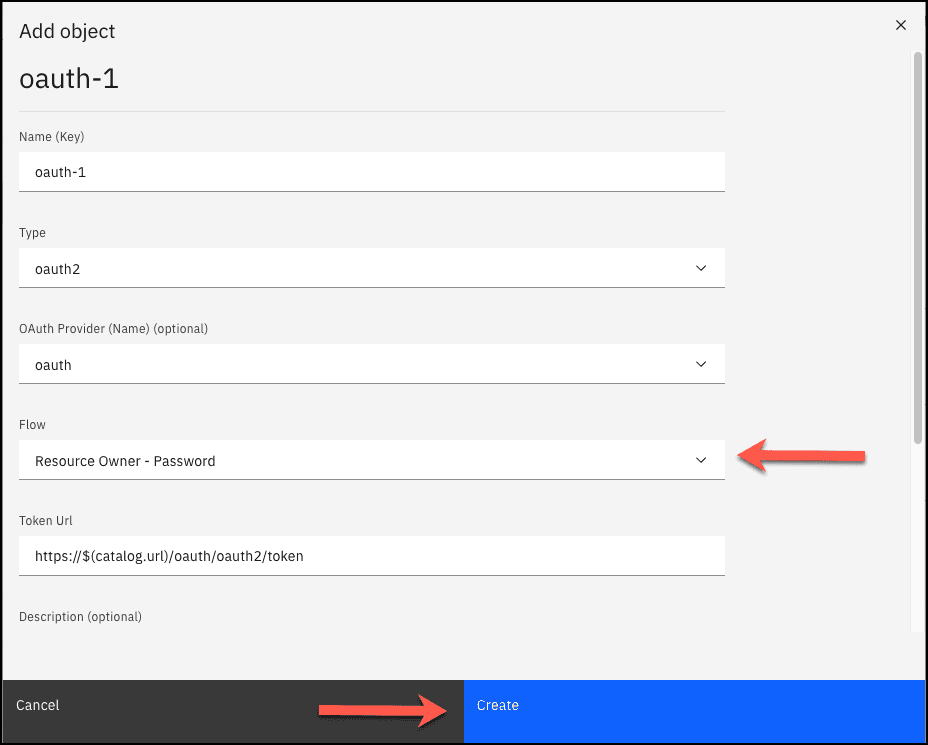 Add object
oauth-1
Name (Key)
oauth-1
Type
oauth2
OAuth Provider (Name) (optional)
oauth
Flow
Resource Owner - Password
Token Url
https://$(catalog.url)/oauth/oauth2/token
Description (optional)
Cancel
Create